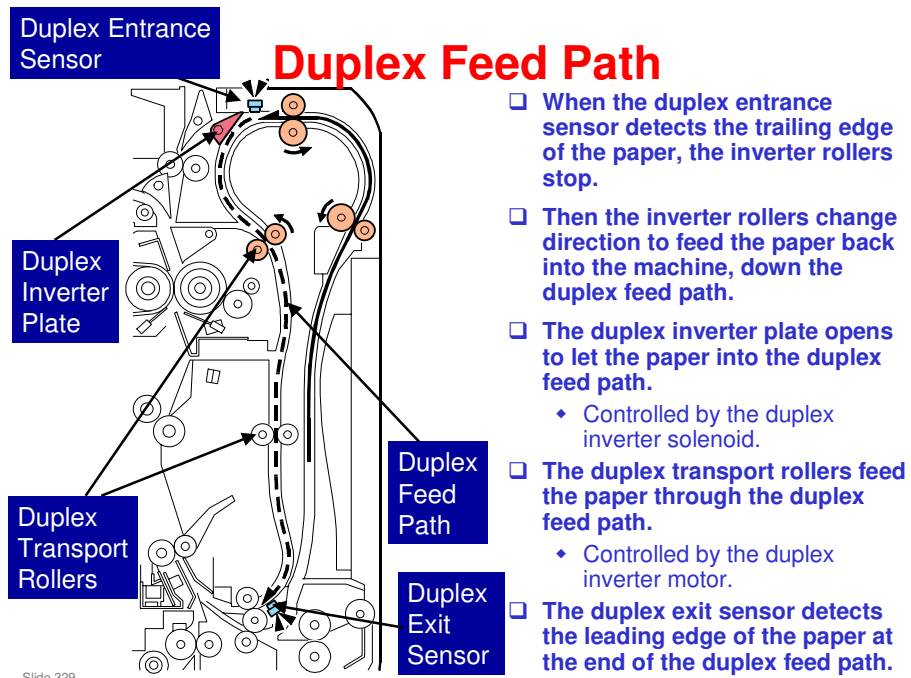 Duplex Entrance
Sensor
Duplex Feed Path
❑ When the duplex entrance
sensor detects the trailing edge
of the paper, the inverter rollers
stop.
❑ Then the inverter rollers change
direction to feed the paper back
into the machine, down the
duplex feed path.
❑ The duplex inverter plate opens
to let the paper into the duplex
feed path.
◆ Controlled by the duplex
inverter solenoid.
❑ The duplex transport rollers feed
the paper through the duplex
feed path.
◆ Controlled by the duplex
inverter motor.
❑ The duplex exit sensor detects
the leading edge of the paper at
the end of the duplex feed path.
Duplex
Inverter
Plate
Duplex
Feed
Path
Duplex
Transport
Rollers
Duplex
Exit
Sensor
Slide 329